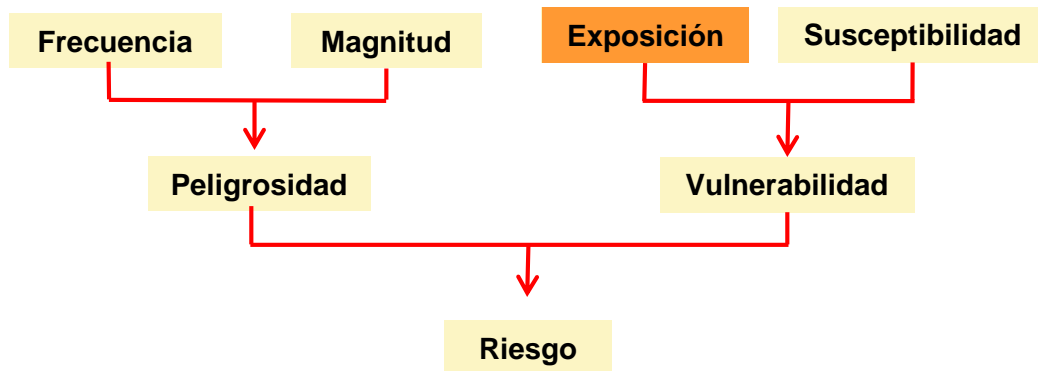 Frecuencia
Magnitud
Exposición
Susceptibilidad
Peligrosidad
Vulnerabilidad
Riesgo